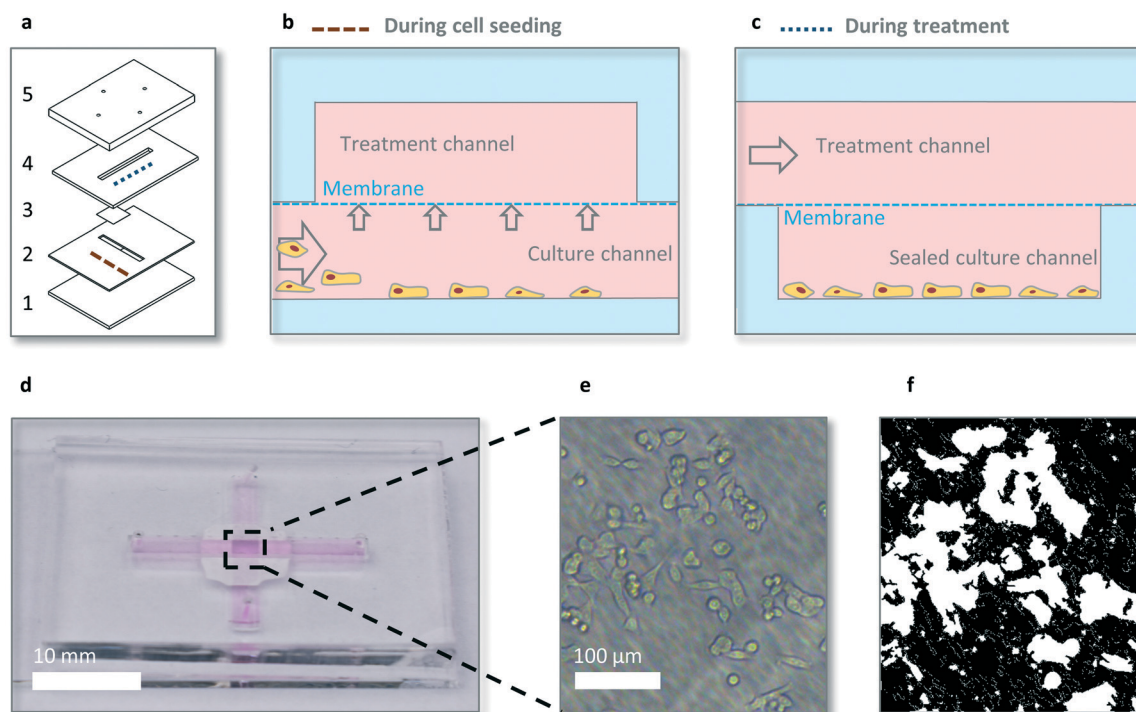 a
b
During cell seeding
c
During treatment
5
4
3
2
1
Treatment channel
Membrane
Culture channel
Treatment channel
Membrane
Sealed culture channel
d
e
f
10 mm
100 µm